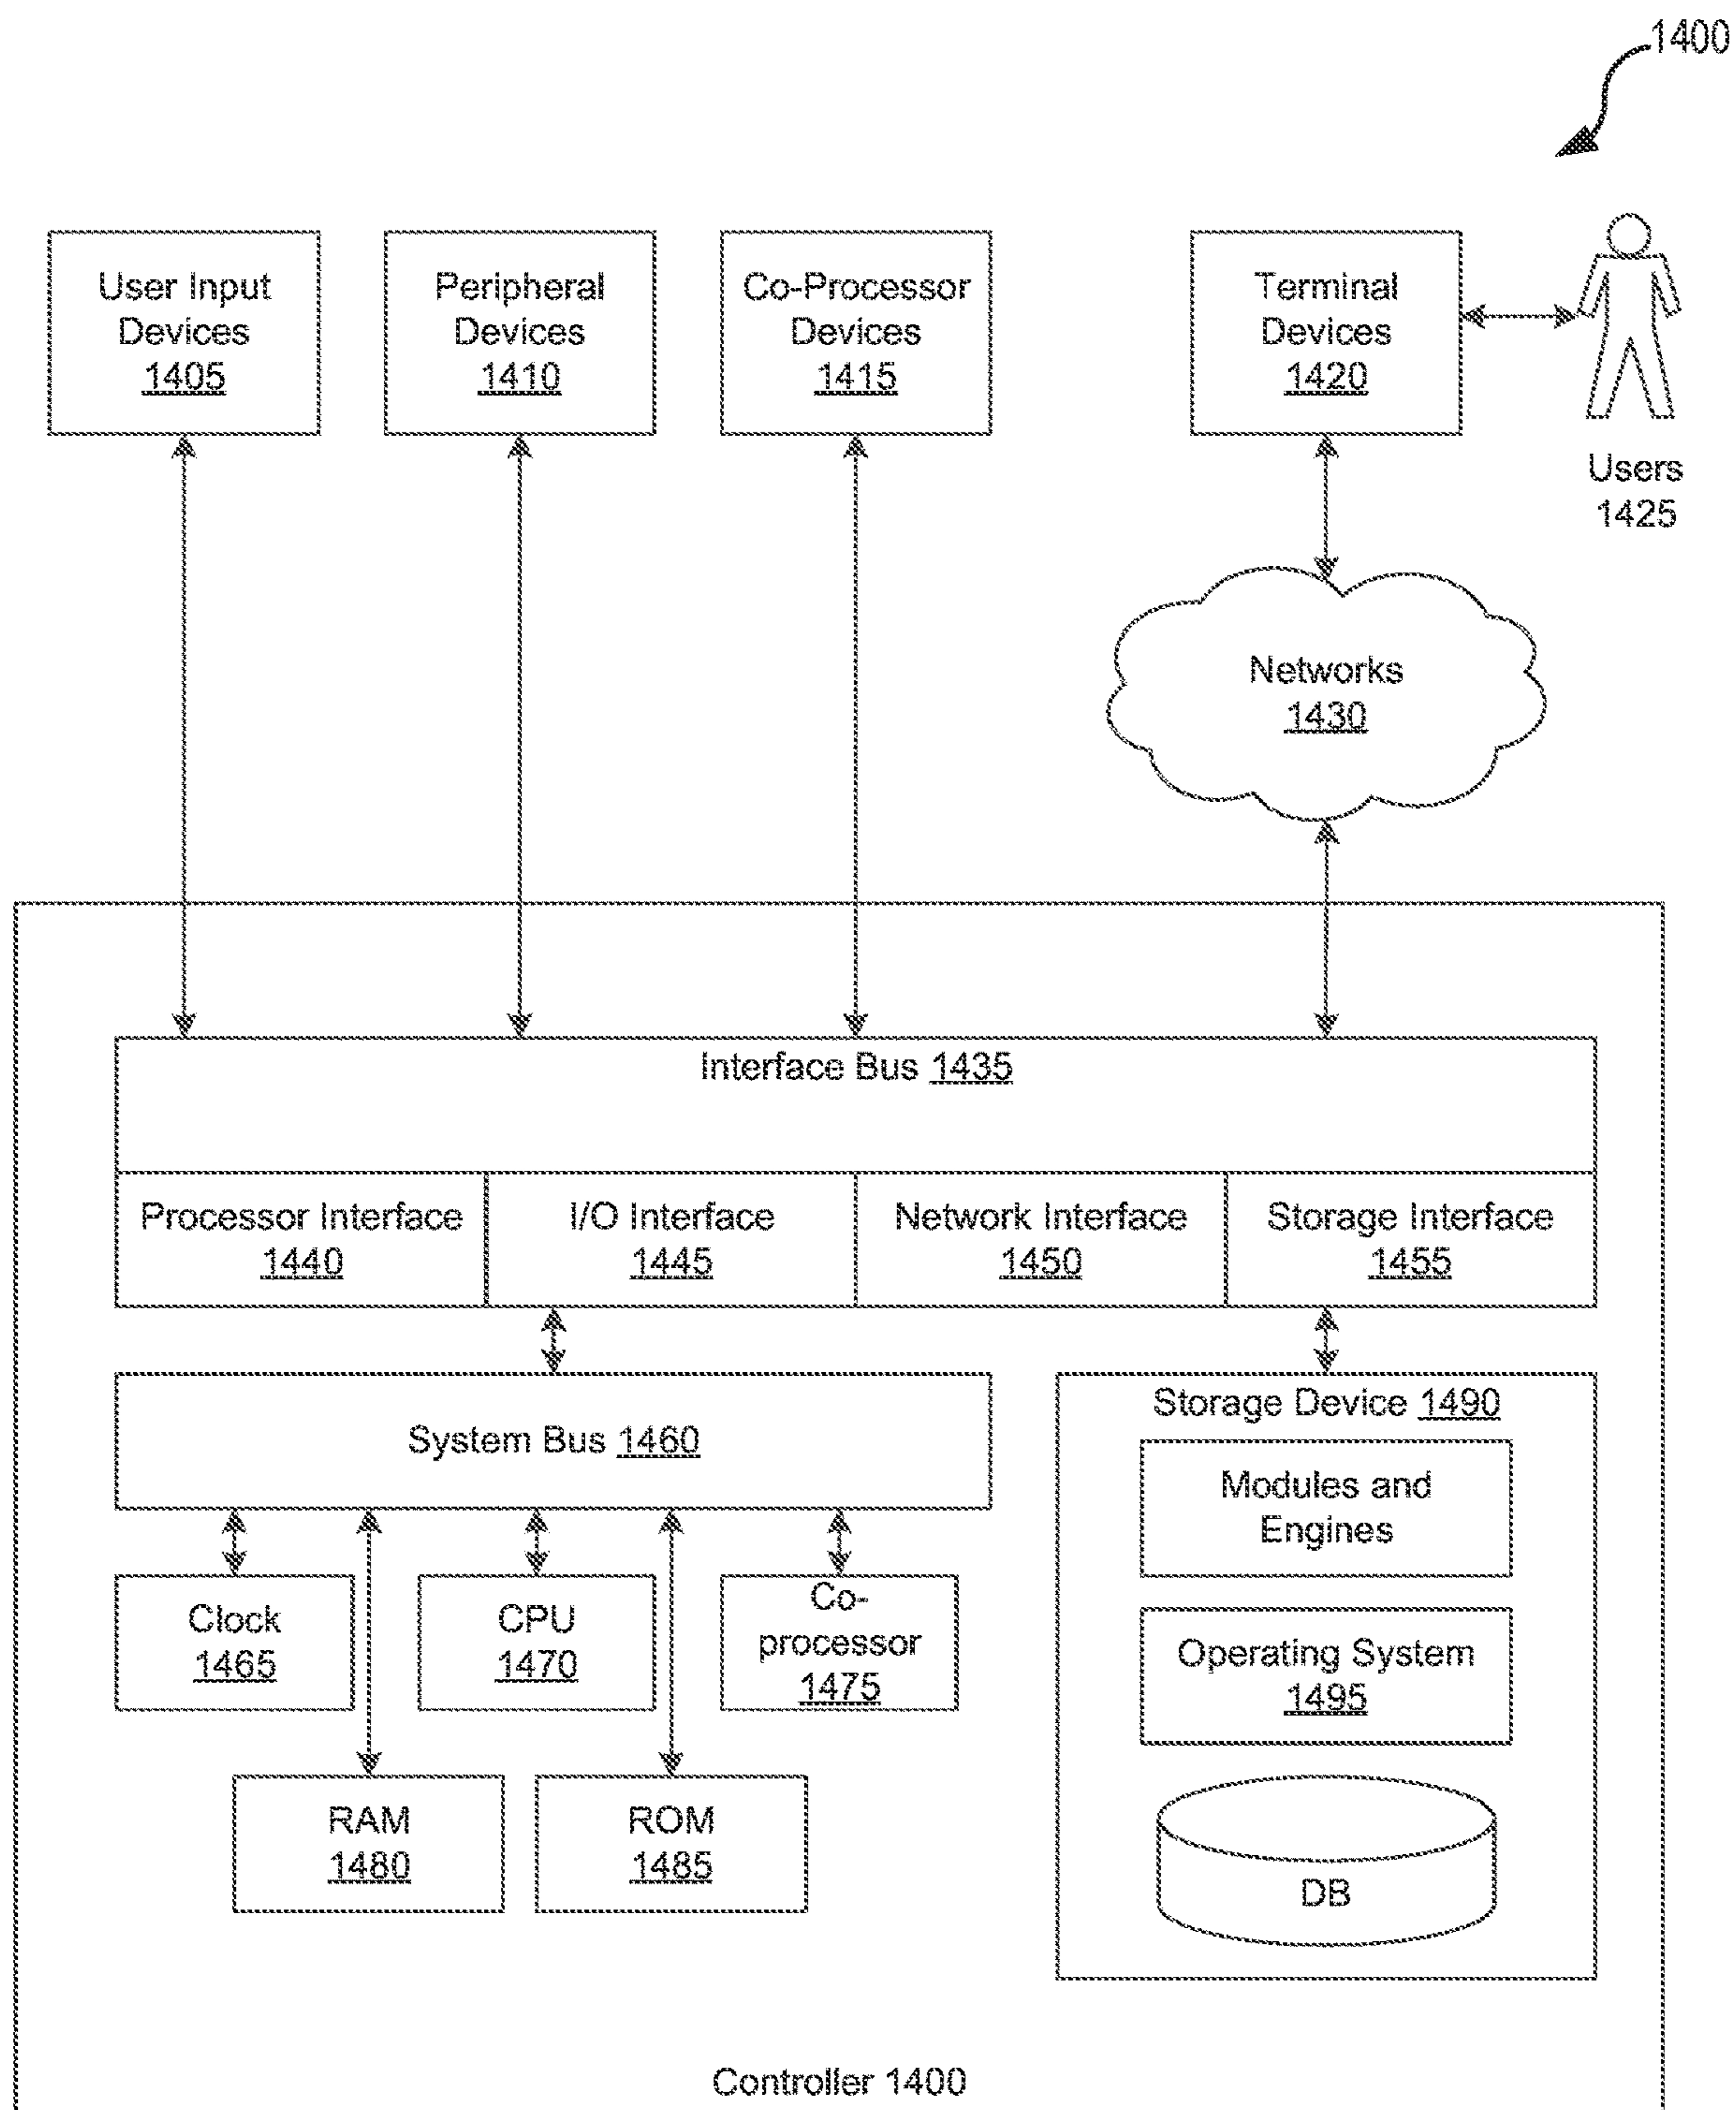 1400
User Input
Devices
1405
Peripheral
Devices
1410
Co-Processor
Devices
1415
Terminal
Devices
1420
Users
1425
Networks
1430
Interface Bus 1435
Processor Interface
1440
I/O Interface
1445
Network Interface
1450
Storage Interface
1455
System Bus 1460
Storage Device 1490
Modules and
Engines
Clock
1465
CPU
1470
Co-
processor
1475
Operating System
1495
RAM
1480
ROM
1485
DB
Controller 1400